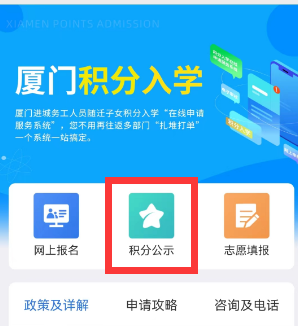 XIAMEN POINTS ADMISSION
厦门积分入学
厦门进城务工人员随迁子女积分入学“在线申请
服务系统”，您不用再往返多部门“扎堆打单”
一个系统一站搞定。
网上报名 积分公示 志愿填报
政策及详解 申请攻略 咨询及电话